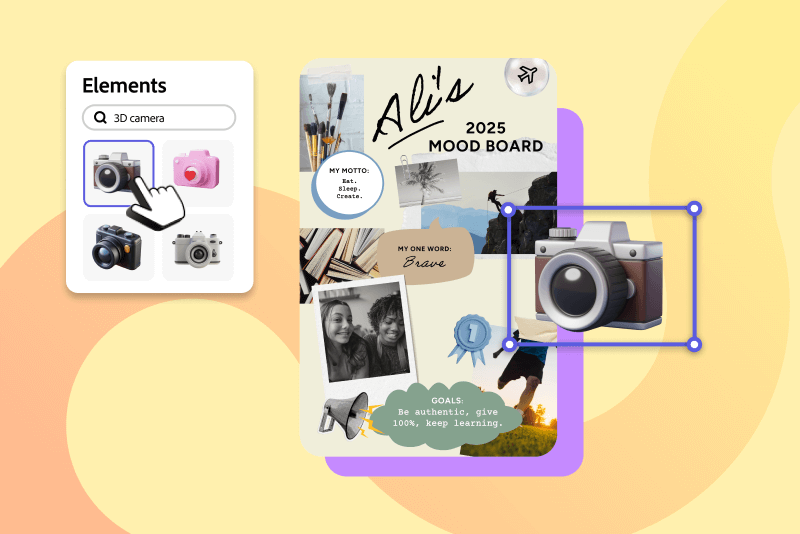 Elements
3D camera
Ali's
2025
MOOD BOARD
MY MOTTO:
Eat.
Sleep.
Create.
MY ONE WORD:
Brave
1
GOALS:
Be authentic, give
100%, keep learning.